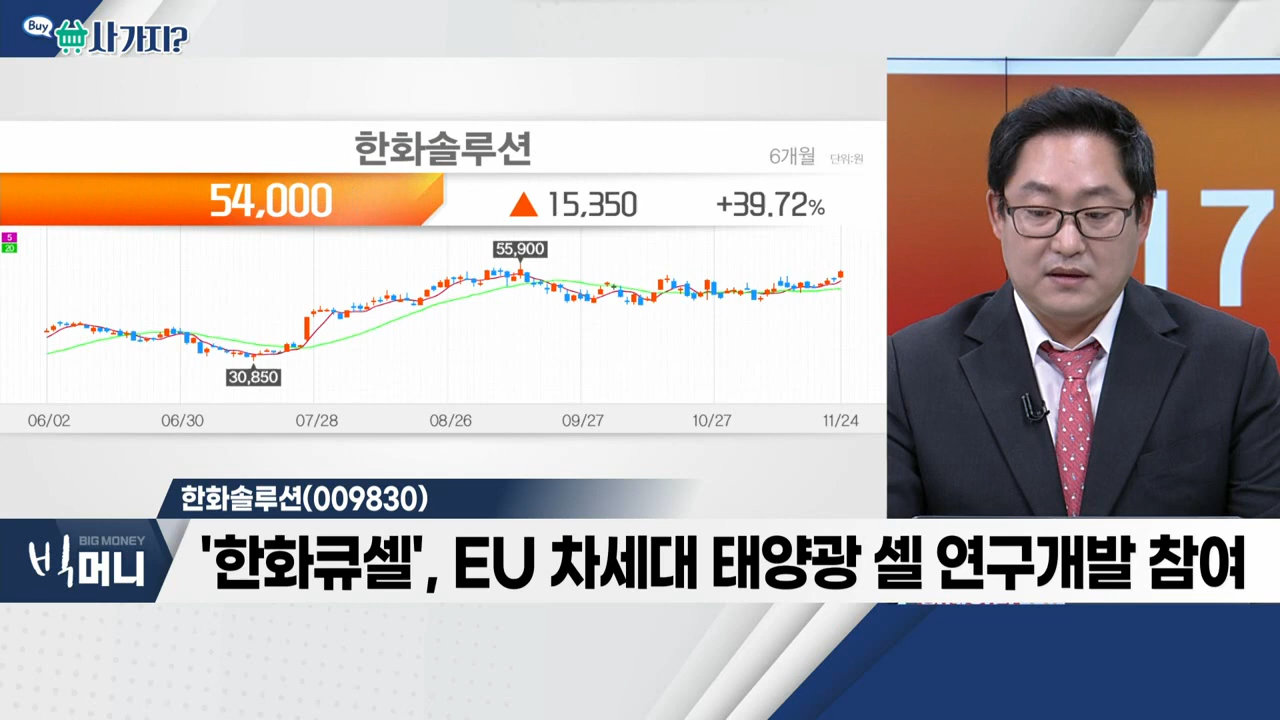 Buy
사가지?
한화솔루션
6개월 단위:원
54,000 ▲ 15,350 +39.72%
5
20
55,900
30,850
06/02 06/30 07/28 08/26 09/27 10/27 11/24
17
한화솔루션(009830)
BIG MONEY
빅머니
'한화큐셀', EU 차세대 태양광 셀 연구개발 참여